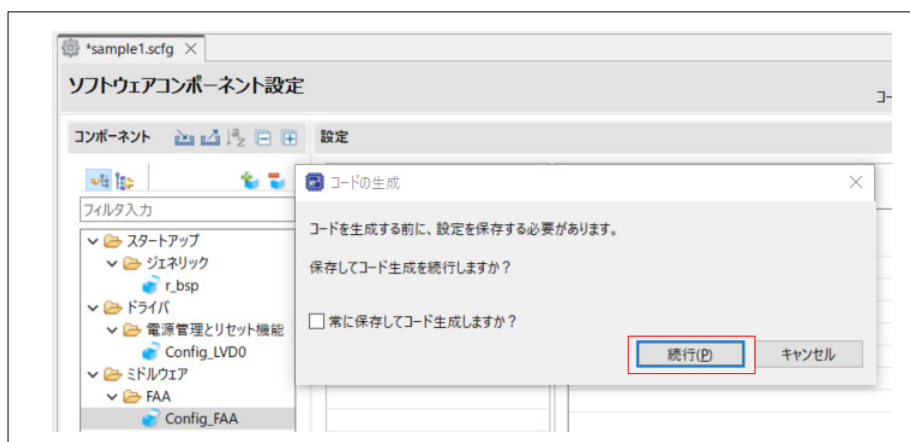 *sample1.scfg
ソフトウェアコンポーネント設定
コンポーネント
設定
フィルタ入力
スタートアップ
ジェネリック
r_bsp
ドライバ
電源管理とリセット機能
Config_LVD0
ミドルウェア
FAA
Config_FAA
コードの生成
コードを生成する前に、設定を保存する必要があります。
保存してコード生成を続行しますか？
常に保存してコード生成しますか？
続行(P)
キャンセル